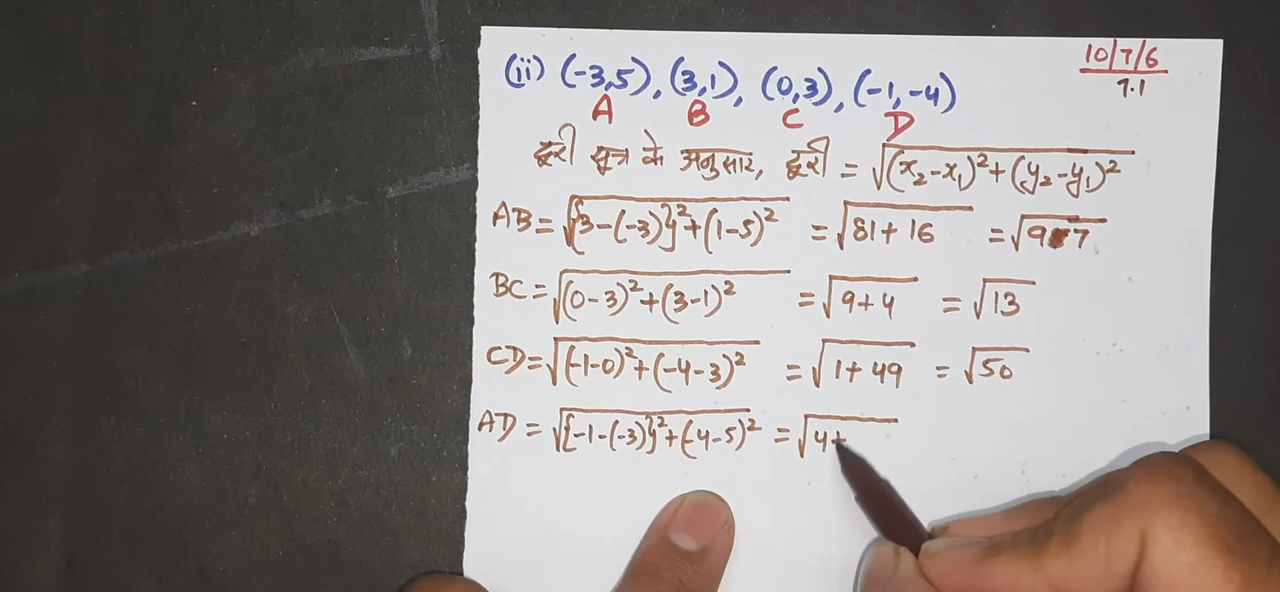 (ii) (-3,5), (3,1), (0,3), (-1,-4)
10/7/6
7.1
A B C D
दूरी सूत्र के अनुसार, दूरी = √(x₂-x₁)²+(y₂-y₁)²
AB = √{3-(-3)}²+(1-5)² = √81+16 = √97
BC = √(0-3)²+(3-1)² = √9+4 = √13
CD = √(-1-0)²+(-4-3)² = √1+49 = √50
AD = √{-1-(-3)}²+(-4-5)² = √4+